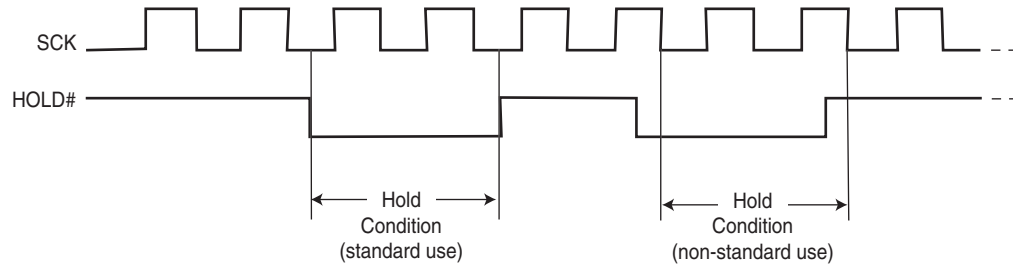 SCK
HOLD#
Hold
Condition
(standard use)
Hold
Condition
(non-standard use)